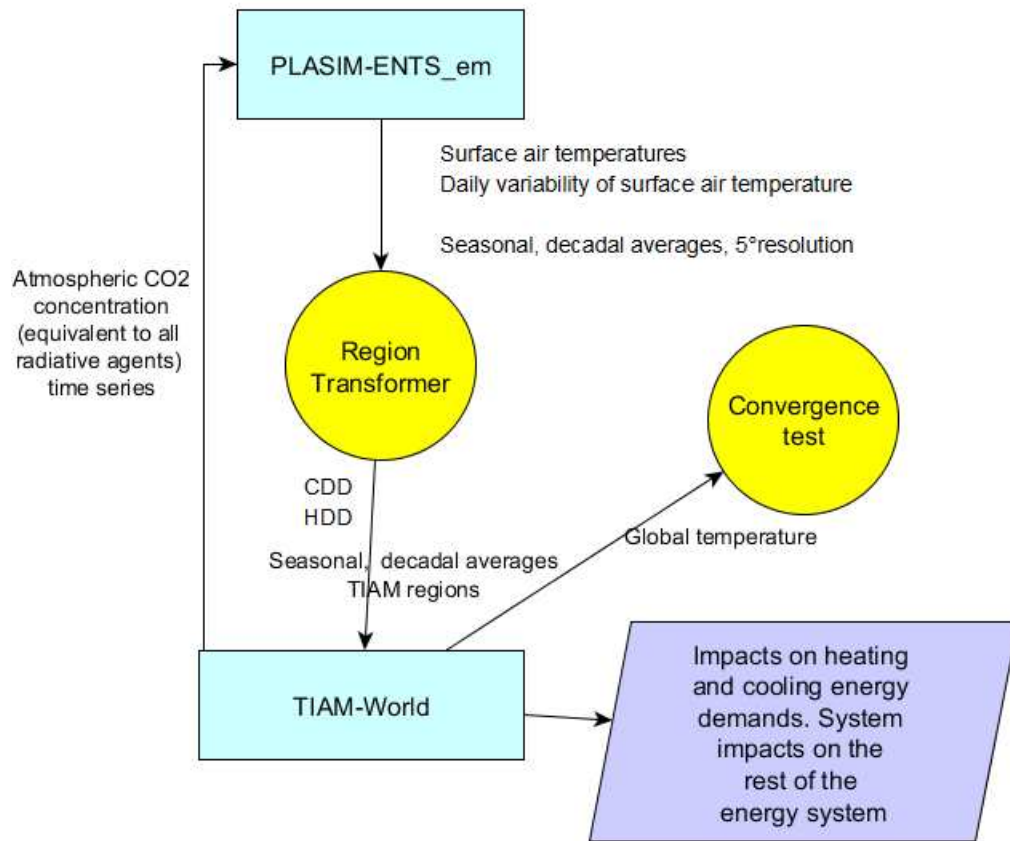 PLASIM-ENTS_em
Surface air temperatures
Daily variability of surface air temperature
Seasonal, decadal averages, 5°resolution
Atmospheric CO2
concentration
(equivalent to all
radiative agents)
time series
Region
Transformer
Convergence
test
CDD
HDD
Global temperature
Seasonal, decadal averages
TIAM regions
TIAM-World
Impacts on heating
and cooling energy
demands. System
impacts on the
rest of the
energy system